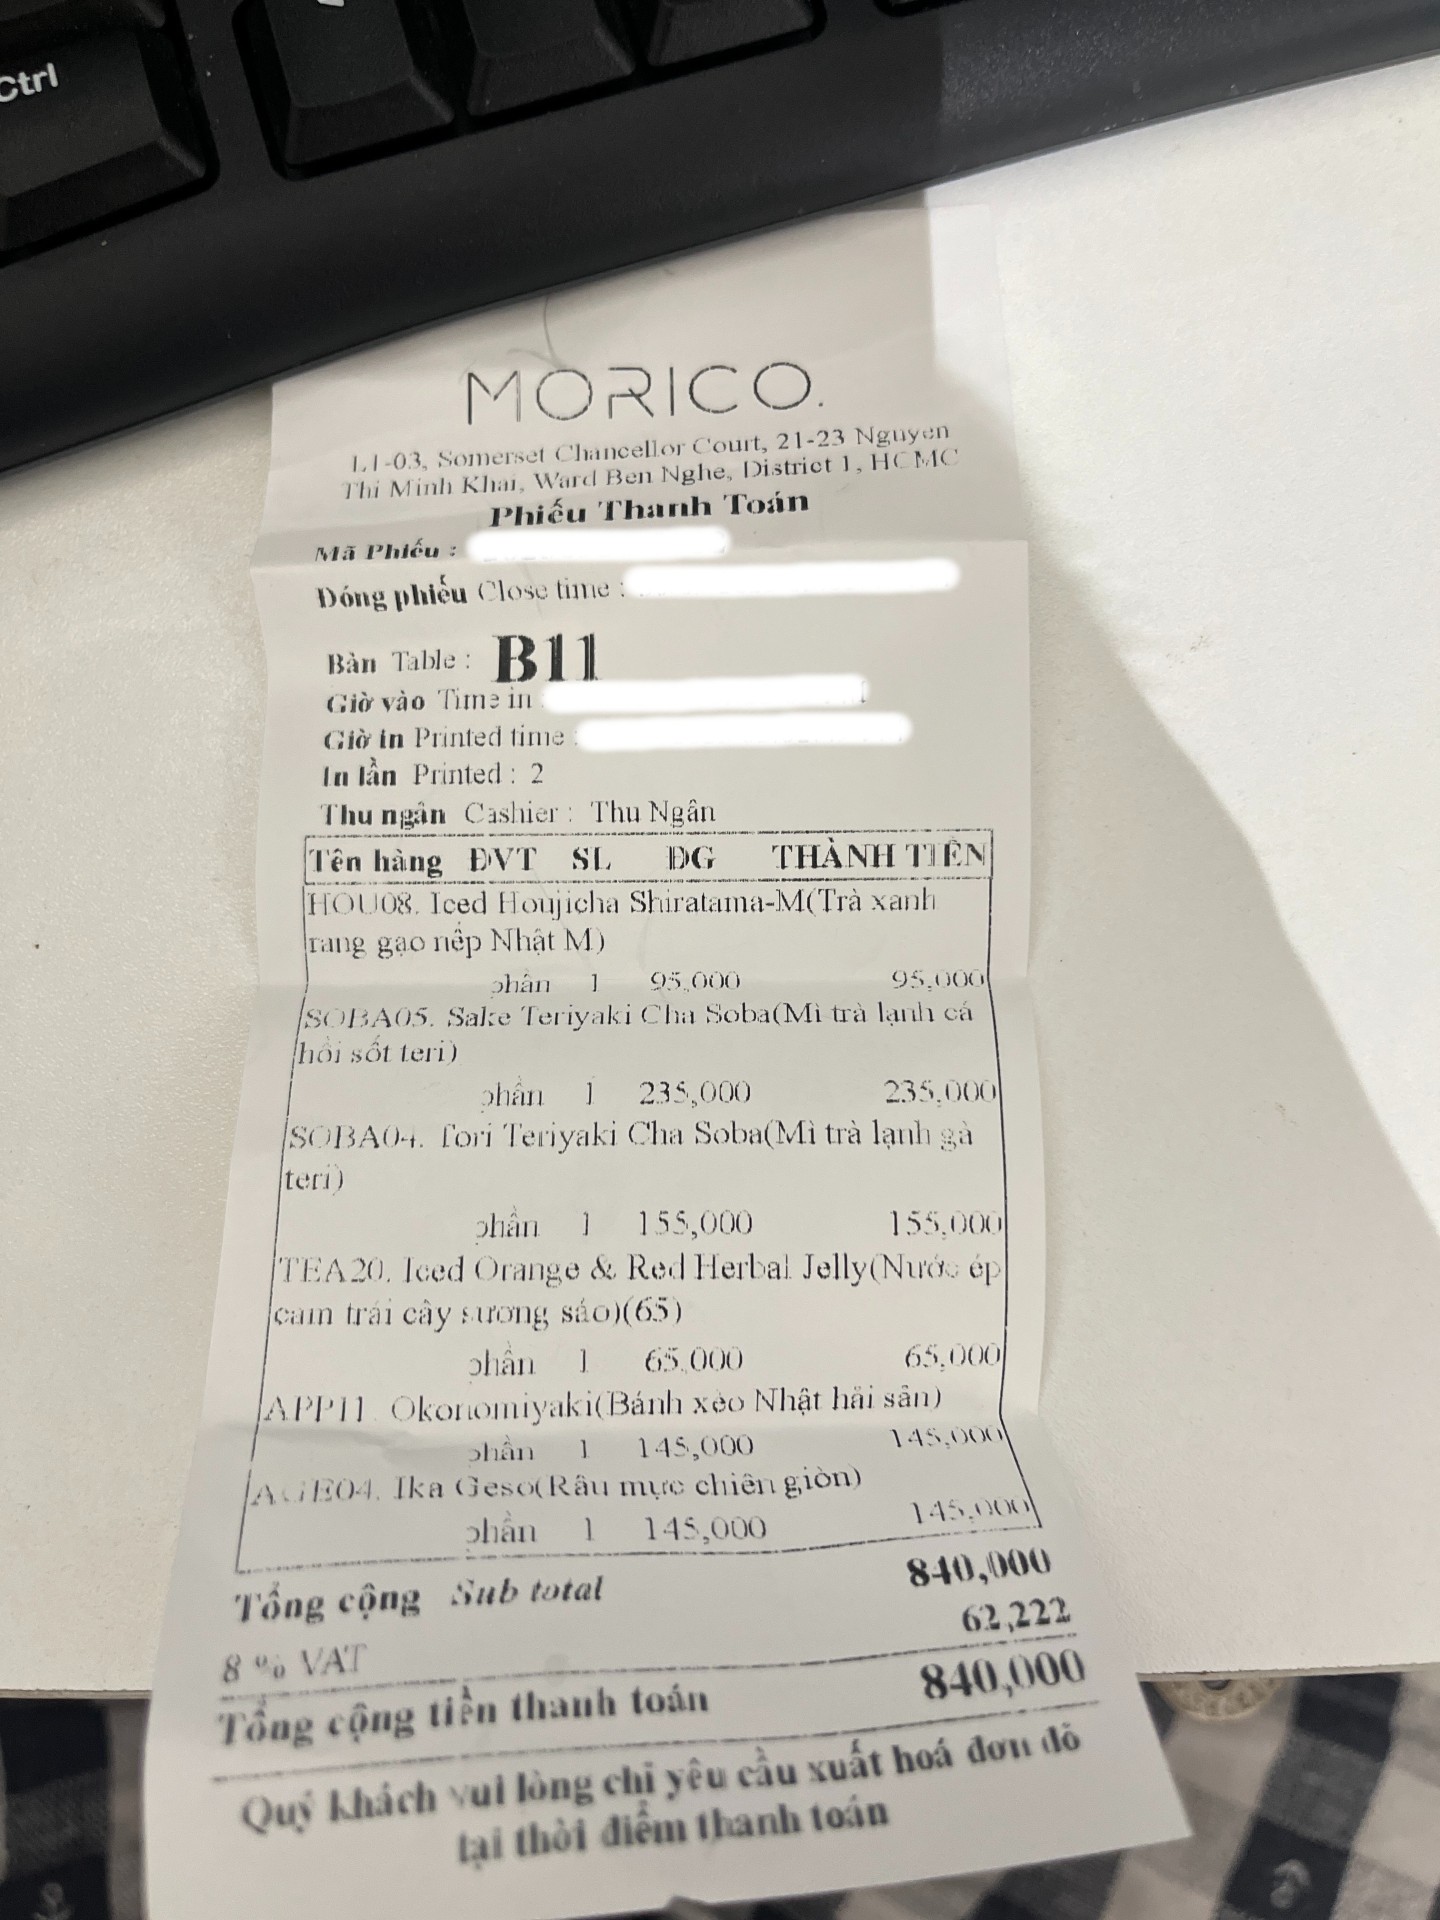 Ctrl
MORICO.
L1-03, Somerset Chancellor Court, 21-23 Nguyen
Thi Minh Khai, Ward Ben Nghe, District 1, HCMC
Phiếu Thanh Toán
Mã Phiếu :
Đóng phiếu Close time :
Bàn Table : B11
Giờ vào Time in
Giờ in Printed time :
In lần Printed : 2
Thu ngân Cashier : Thu Ngân
Tên hàng ĐVT SL ĐG THÀNH TIỀN
HOU08. Iced Houjicha Shiratama-M(Trà xanh
rang gạo nếp Nhật M)
phần 1 95,000 95,000
SOBA05. Sake Teriyaki Cha Soba(Mì trà lạnh cá
hồi sốt teri)
phần 1 235,000 235,000
SOBA04. Tori Teriyaki Cha Soba(Mì trà lạnh gà
teri)
phần 1 155,000 155,000
TEA20. Iced Orange & Red Herbal Jelly(Nước ép
cam trái cây sương sáo)(65)
phần 1 65,000 65,000
APP11. Okonomiyaki(Bánh xèo Nhật hải sản)
phần 1 145,000 145,000
AGE04. Ika Geso(Râu mực chiên giòn)
phần 1 145,000 145,000
Tổng cộng Sub total 840,000
8 % VAT 62,222
Tổng cộng tiền thanh toán 840,000
Quý khách vui lòng chỉ yêu cầu xuất hoá đơn đỏ
tại thời điểm thanh toán